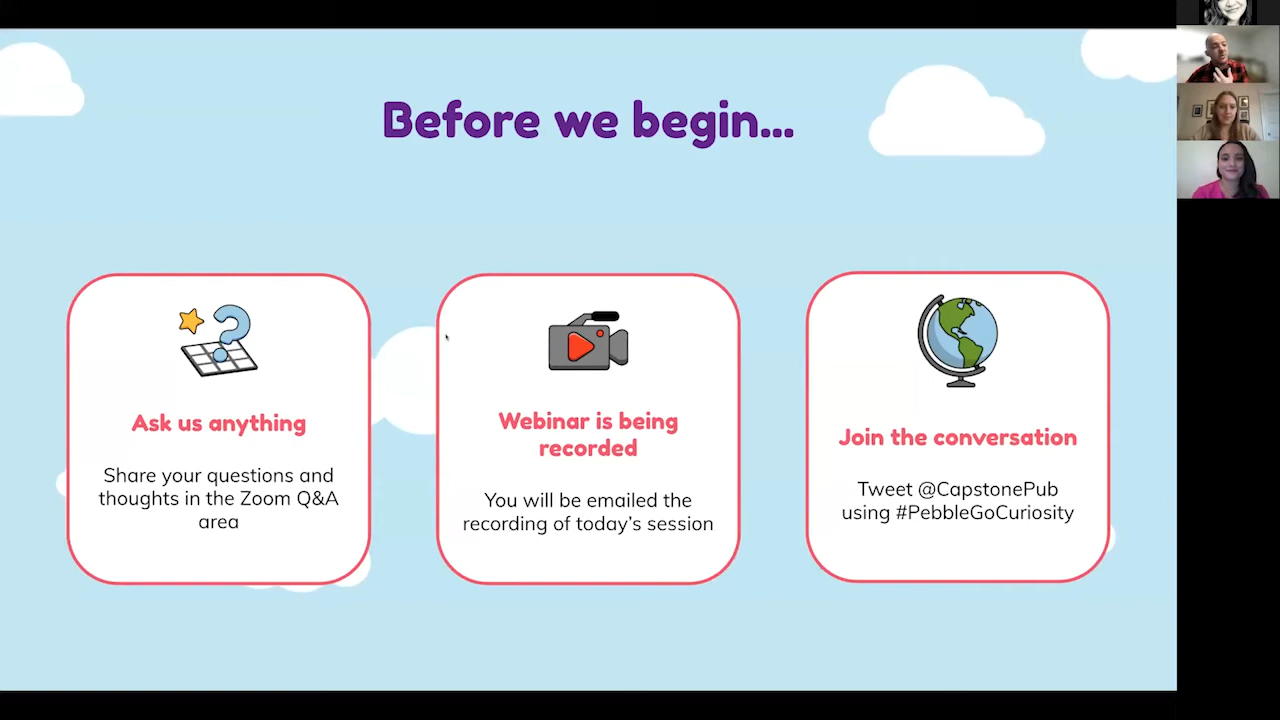 Before we begin...
Ask us anything
Share your questions and
thoughts in the Zoom Q&A
area
Webinar is being
recorded
You will be emailed the
recording of today's session
Join the conversation
Tweet @CapstonePub
using #PebbleGoCuriosity